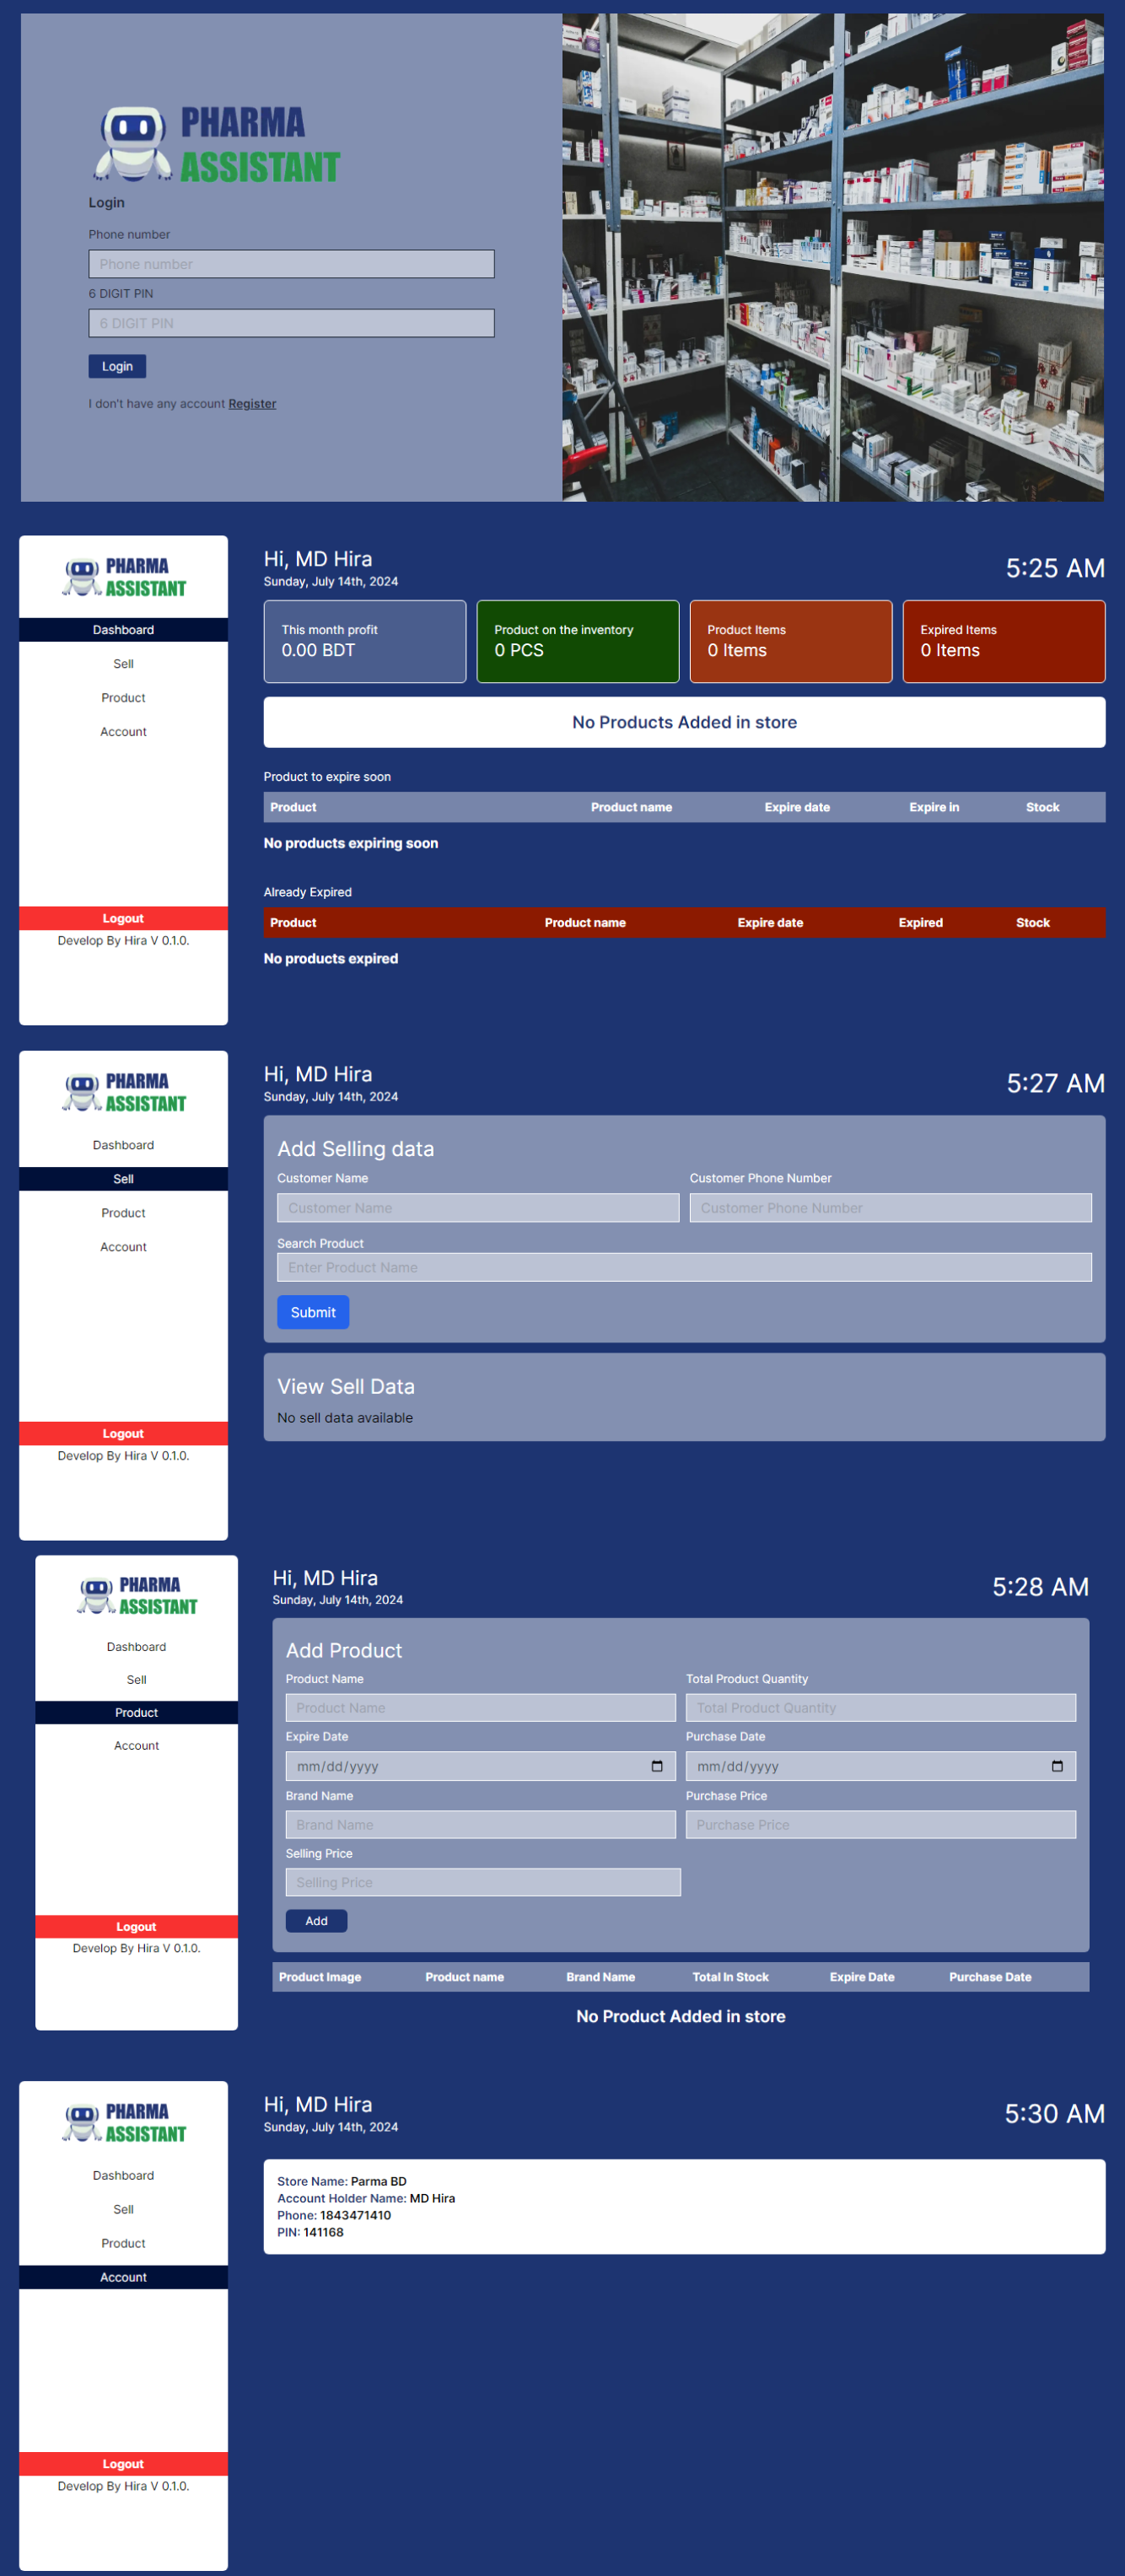 PHARMA
ASSISTANT
Login
Phone number
Phone number
6 DIGIT PIN
6 DIGIT PIN
Login
I don't have any account Register
PHARMA
ASSISTANT
Dashboard
Sell
Product
Account
Logout
Develop By Hira V 0.1.0.
Hi, MD Hira
Sunday, July 14th, 2024
5:25 AM
This month profit
0.00 BDT
Product on the inventory
0 PCS
Product Items
0 Items
Expired Items
0 Items
No Products Added in store
Product to expire soon
Product Product name Expire date Expire in Stock
No products expiring soon
Already Expired
Product Product name Expire date Expired Stock
No products expired
PHARMA
ASSISTANT
Dashboard
Sell
Product
Account
Logout
Develop By Hira V 0.1.0.
Hi, MD Hira
Sunday, July 14th, 2024
5:27 AM
Add Selling data
Customer Name Customer Phone Number
Customer Name Customer Phone Number
Search Product
Enter Product Name
Submit
View Sell Data
No sell data available
PHARMA
ASSISTANT
Dashboard
Sell
Product
Account
Logout
Develop By Hira V 0.1.0.
Hi, MD Hira
Sunday, July 14th, 2024
5:28 AM
Add Product
Product Name Total Product Quantity
Product Name Total Product Quantity
Expire Date Purchase Date
mm/dd/yyyy mm/dd/yyyy
Brand Name Purchase Price
Brand Name Purchase Price
Selling Price
Selling Price
Add
Product Image Product name Brand Name Total In Stock Expire Date Purchase Date
No Product Added in store
PHARMA
ASSISTANT
Dashboard
Sell
Product
Account
Logout
Develop By Hira V 0.1.0.
Hi, MD Hira
Sunday, July 14th, 2024
5:30 AM
Store Name: Parma BD
Account Holder Name: MD Hira
Phone: 1843471410
PIN: 141168